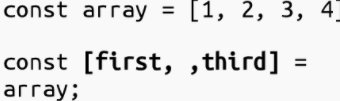 const array = [1, 2, 3, 4]
const [first, ,third] =
array;